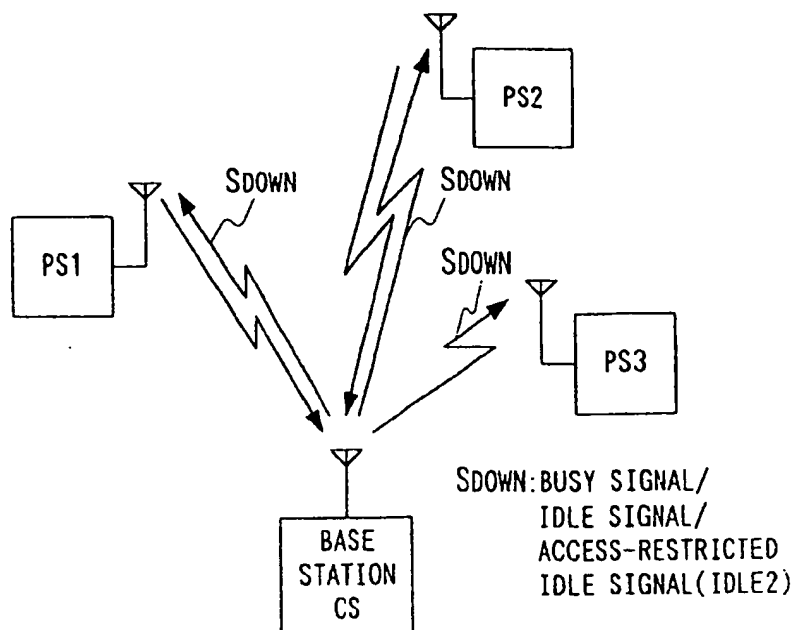 PS2
SDOWN
SDOWN
PS1
SDOWN
PS3
SDOWN:BUSY SIGNAL/
IDLE SIGNAL/
ACCESS-RESTRICTED
IDLE SIGNAL(IDLE2)
BASE
STATION
CS